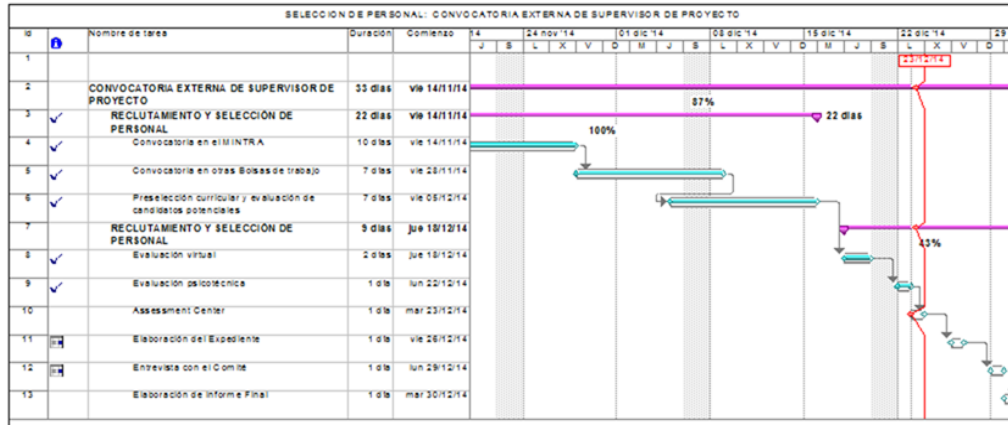 SELECCION DE PERSONAL: CONVOCATORIA EXTERNA DE SUPERVISOR DE PROYECTO
Id Nombre de tarea Duración Comienzo 14 24 nov '14 01 dic '14 08 dic '14 15 dic '14 22 dic '14 29
J S L X V D M J S L X V D M J S L X V D
1 23/12/14
2 CONVOCATORIA EXTERNA DE SUPERVISOR DE PROYECTO 33 días vie 14/11/14
87%
3 RECLUTAMIENTO Y SELECCIÓN DE PERSONAL 22 días vie 14/11/14 22 días
100%
4 Convocatoria en el MINTRA 10 días vie 14/11/14
5 Convocatoria en otras Bolsas de trabajo 7 días vie 28/11/14
6 Preselección curricular y evaluación de candidatos potenciales 7 días vie 05/12/14
7 RECLUTAMIENTO Y SELECCIÓN DE PERSONAL 9 días jue 18/12/14
43%
8 Evaluación virtual 2 días jue 18/12/14
9 Evaluación psicotécnica 1 día lun 22/12/14
10 Assessment Center 1 día mar 23/12/14
11 Elaboración del Expediente 1 día vie 26/12/14
12 Entrevista con el Comité 1 día lun 29/12/14
13 Elaboración de Informe Final 1 día mar 30/12/14